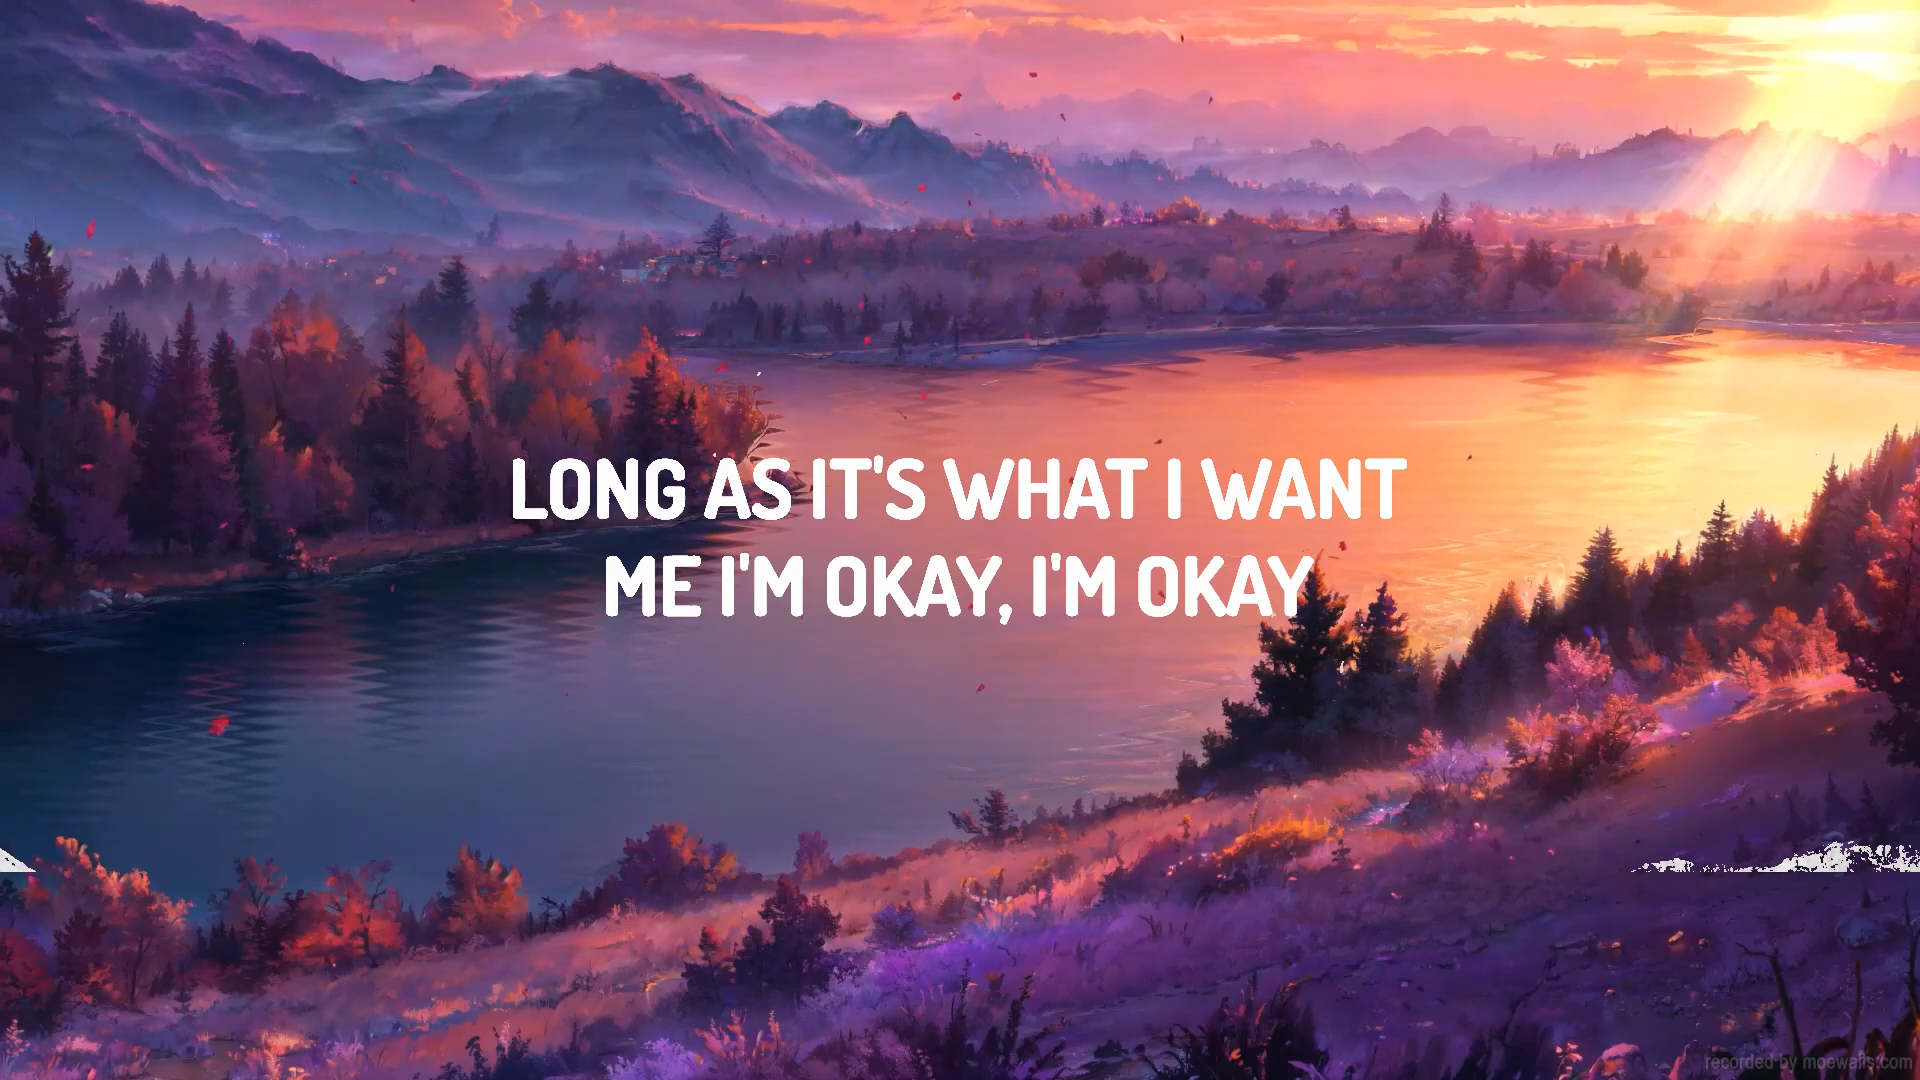 LONG AS IT'S WHAT I WANT
ME I'M OKAY, I'M OKAY
recorded by moewalls.com